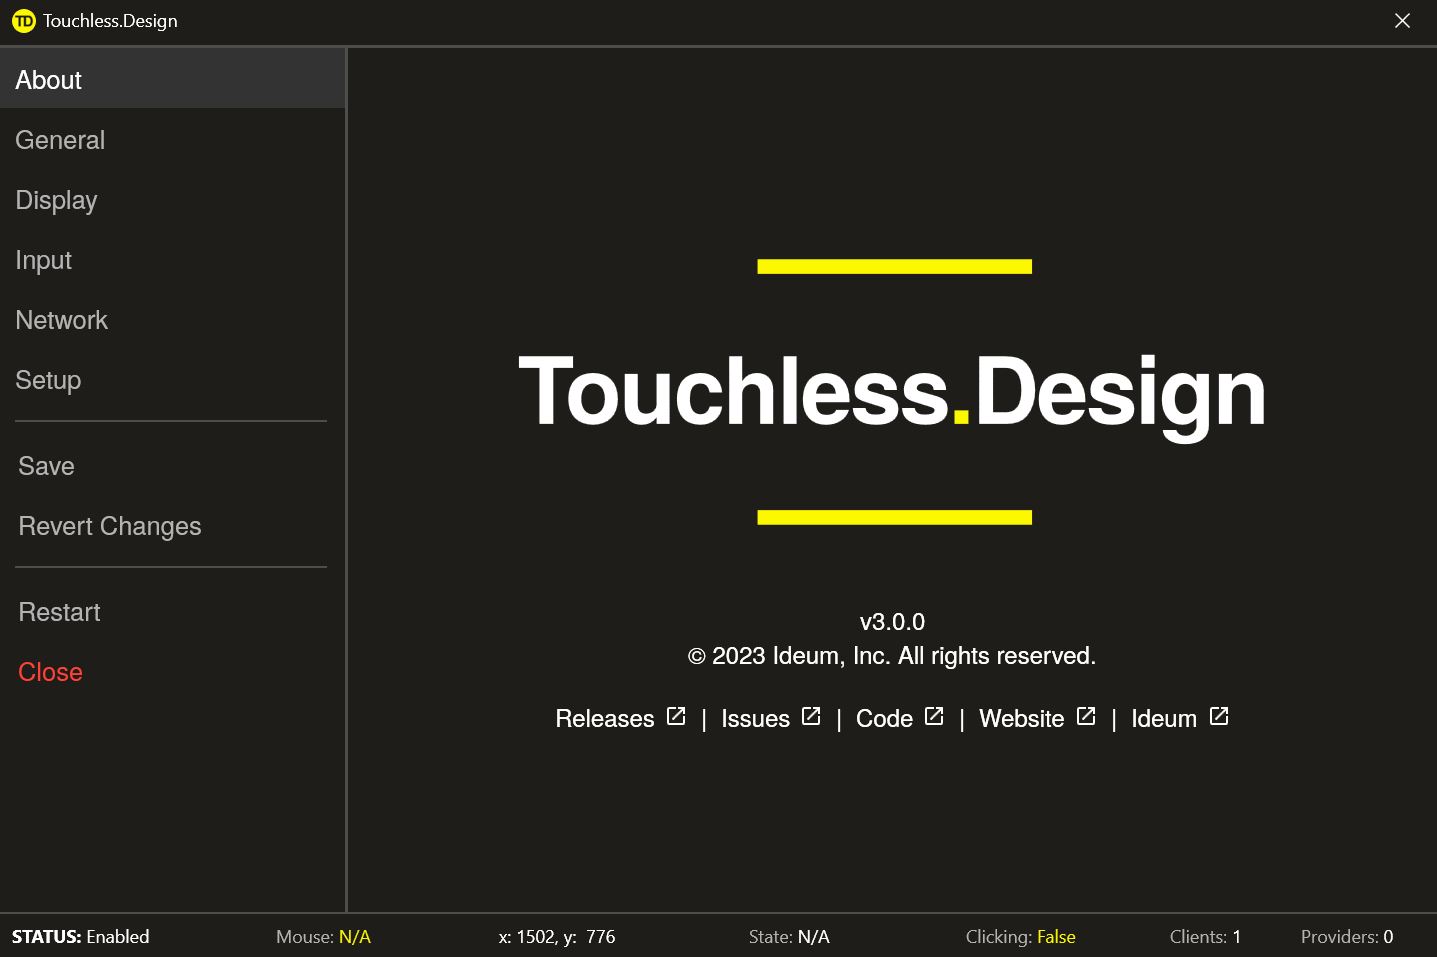 TD Touchless.Design
About
General
Display
Input
Network
Setup
Save
Revert Changes
Restart
Close
Touchless.Design
v3.0.0
© 2023 Ideum, Inc. All rights reserved.
Releases | Issues | Code | Website | Ideum
STATUS: Enabled Mouse: N/A x: 1502, y: 776 State: N/A Clicking: False Clients: 1 Providers: 0